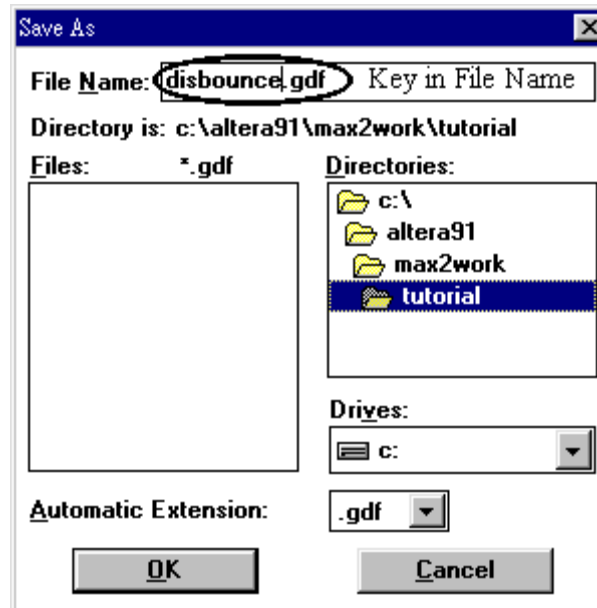 Save As
File Name: disbounce.gdf Key in File Name
Directory is: c:\altera91\max2work\tutorial
Files: *.gdf Directories:
c:\
altera91
max2work
tutorial
Drives:
c:
Automatic Extension: .gdf
OK Cancel